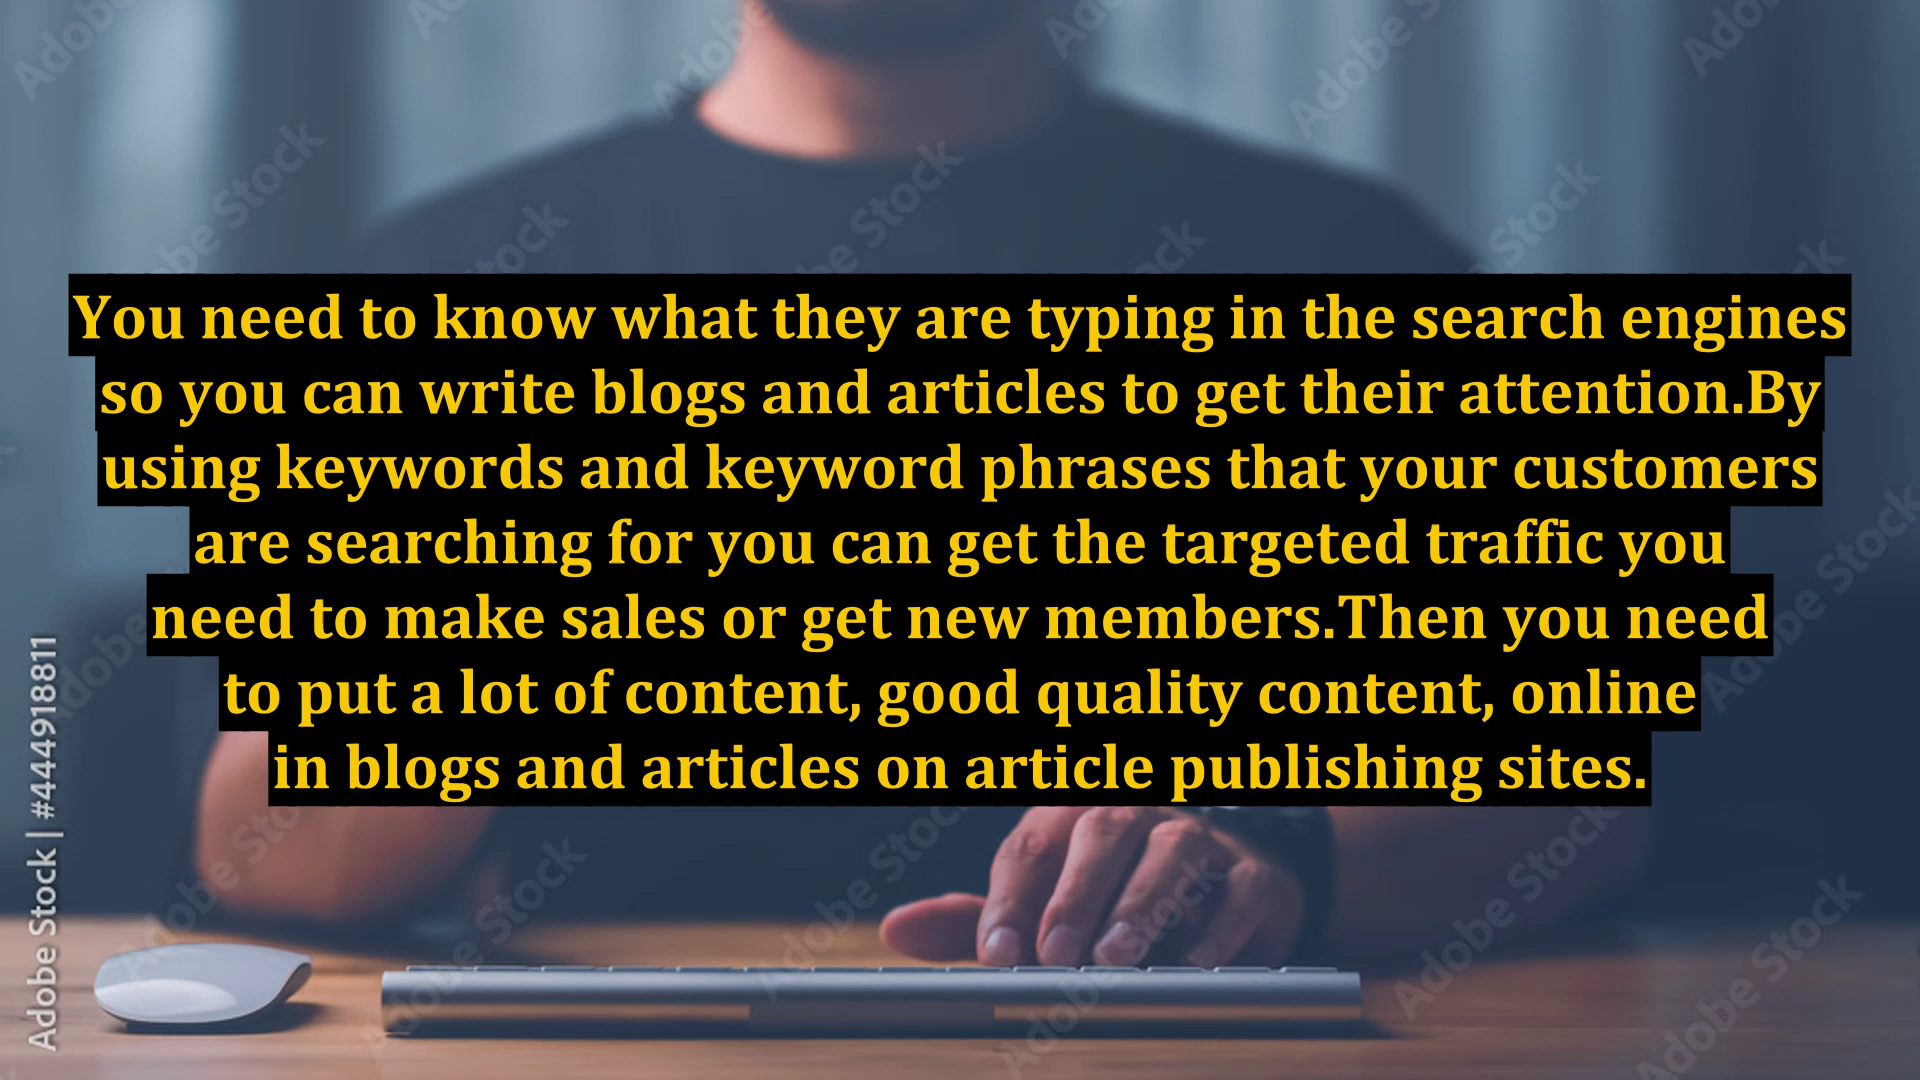 You need to know what they are typing in the search engines
so you can write blogs and articles to get their attention.By
using keywords and keyword phrases that your customers
are searching for you can get the targeted traffic you
need to make sales or get new members.Then you need
to put a lot of content, good quality content, online
in blogs and articles on article publishing sites.
Adobe Stock | #444918811